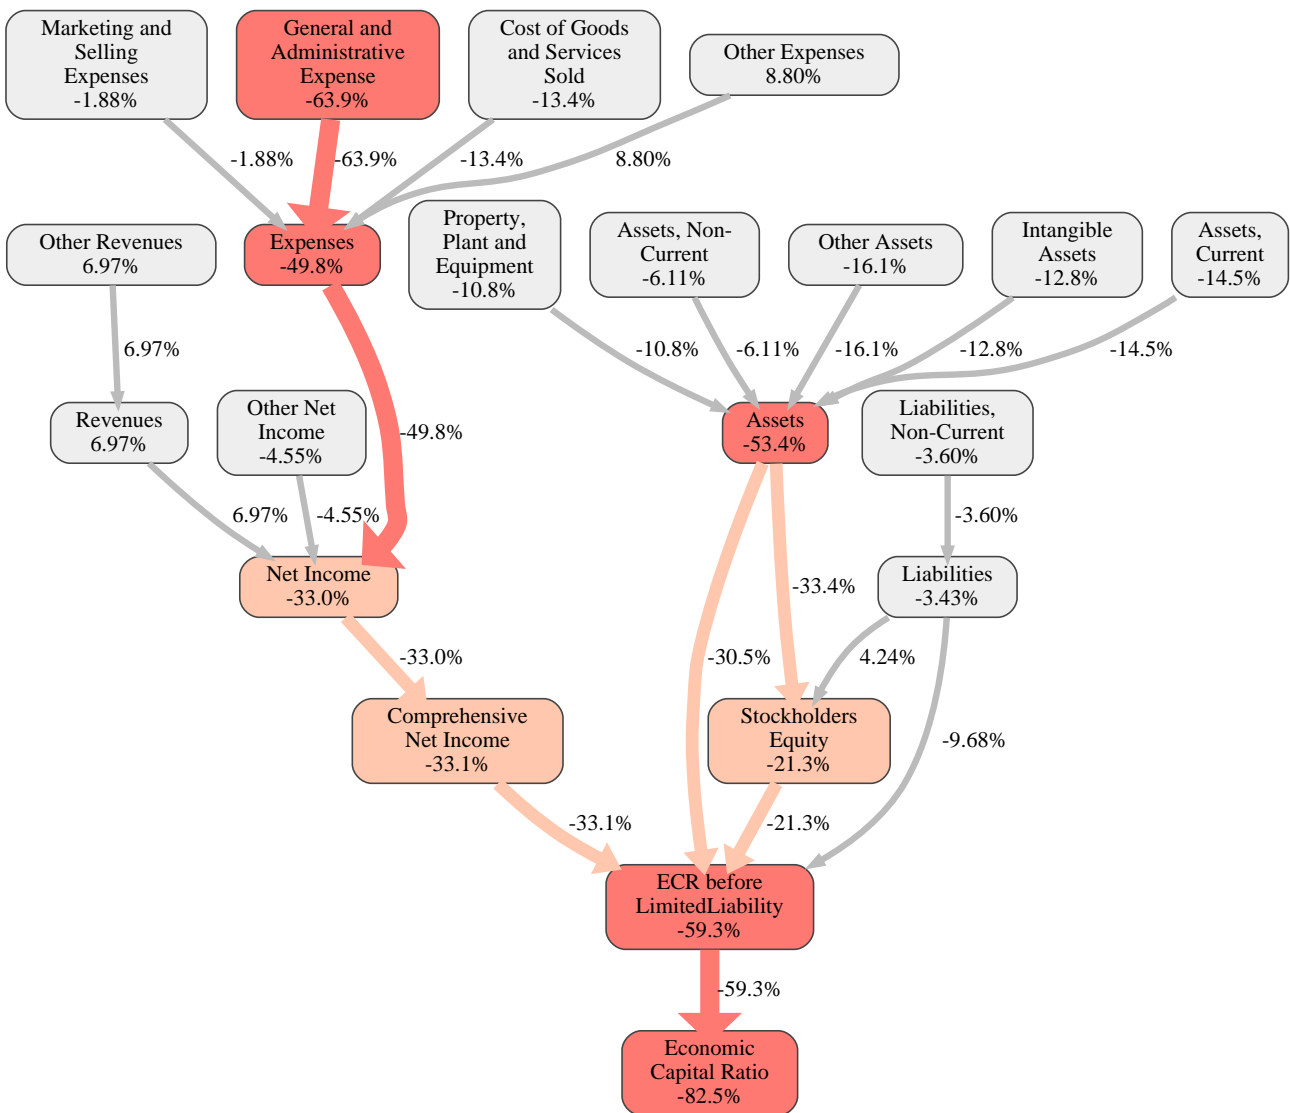 Marketing and
Selling
Expenses
-1.88%
General and
Administrative
Expense
-63.9%
Cost of Goods
and Services
Sold
-13.4%
Other Expenses
8.80%
-1.88%
-63.9%
-13.4%
8.80%
Other Revenues
6.97%
Expenses
-49.8%
Property,
Plant and
Equipment
-10.8%
Assets, Non-
Current
-6.11%
Other Assets
-16.1%
Intangible
Assets
-12.8%
Assets,
Current
-14.5%
6.97%
-10.8%
-6.11%
-16.1%
-12.8%
-14.5%
Revenues
6.97%
Other Net
Income
-4.55%
-49.8%
Assets
-53.4%
Liabilities,
Non-Current
-3.60%
6.97%
-4.55%
-3.60%
Net Income
-33.0%
-33.4%
Liabilities
-3.43%
-33.0%
-30.5%
4.24%
Comprehensive
Net Income
-33.1%
Stockholders
Equity
-21.3%
-9.68%
-33.1%
-21.3%
ECR before
LimitedLiability
-59.3%
-59.3%
Economic
Capital Ratio
-82.5%